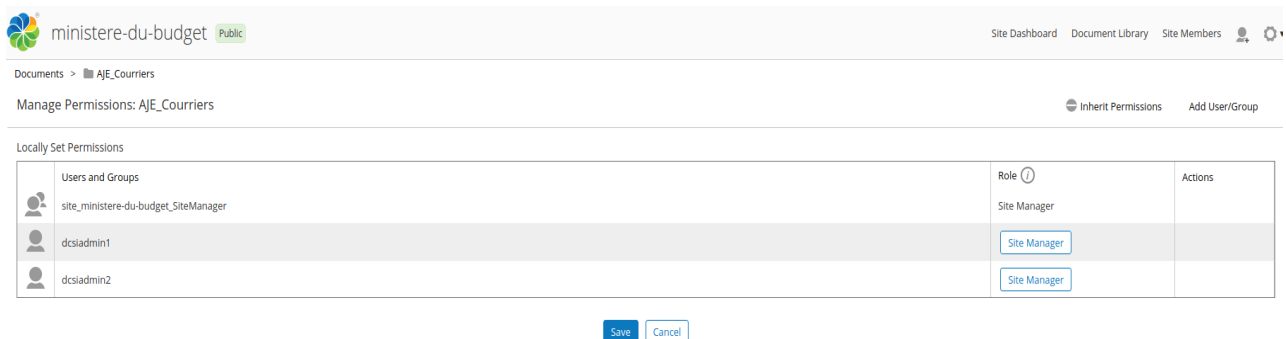 ministere-du-budget Public
Site Dashboard Document Library Site Members
Documents > AJE_Courriers
Manage Permissions: AJE_Courriers
Inherit Permissions Add User/Group
Locally Set Permissions
Users and Groups Role i Actions
site_ministere-du-budget_SiteManager Site Manager
dcsiadmin1 Site Manager
dcsiadmin2 Site Manager
Save Cancel